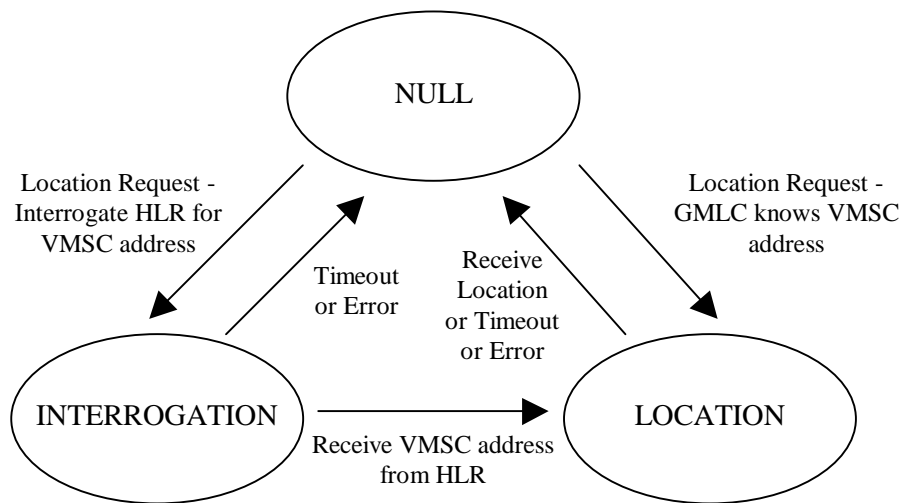 NULL
Location Request -
Interrogate HLR for
VMSC address
Location Request -
GMLC knows VMSC
address
Timeout
or Error
Receive
Location
or Timeout
or Error
INTERROGATION
LOCATION
Receive VMSC address
from HLR